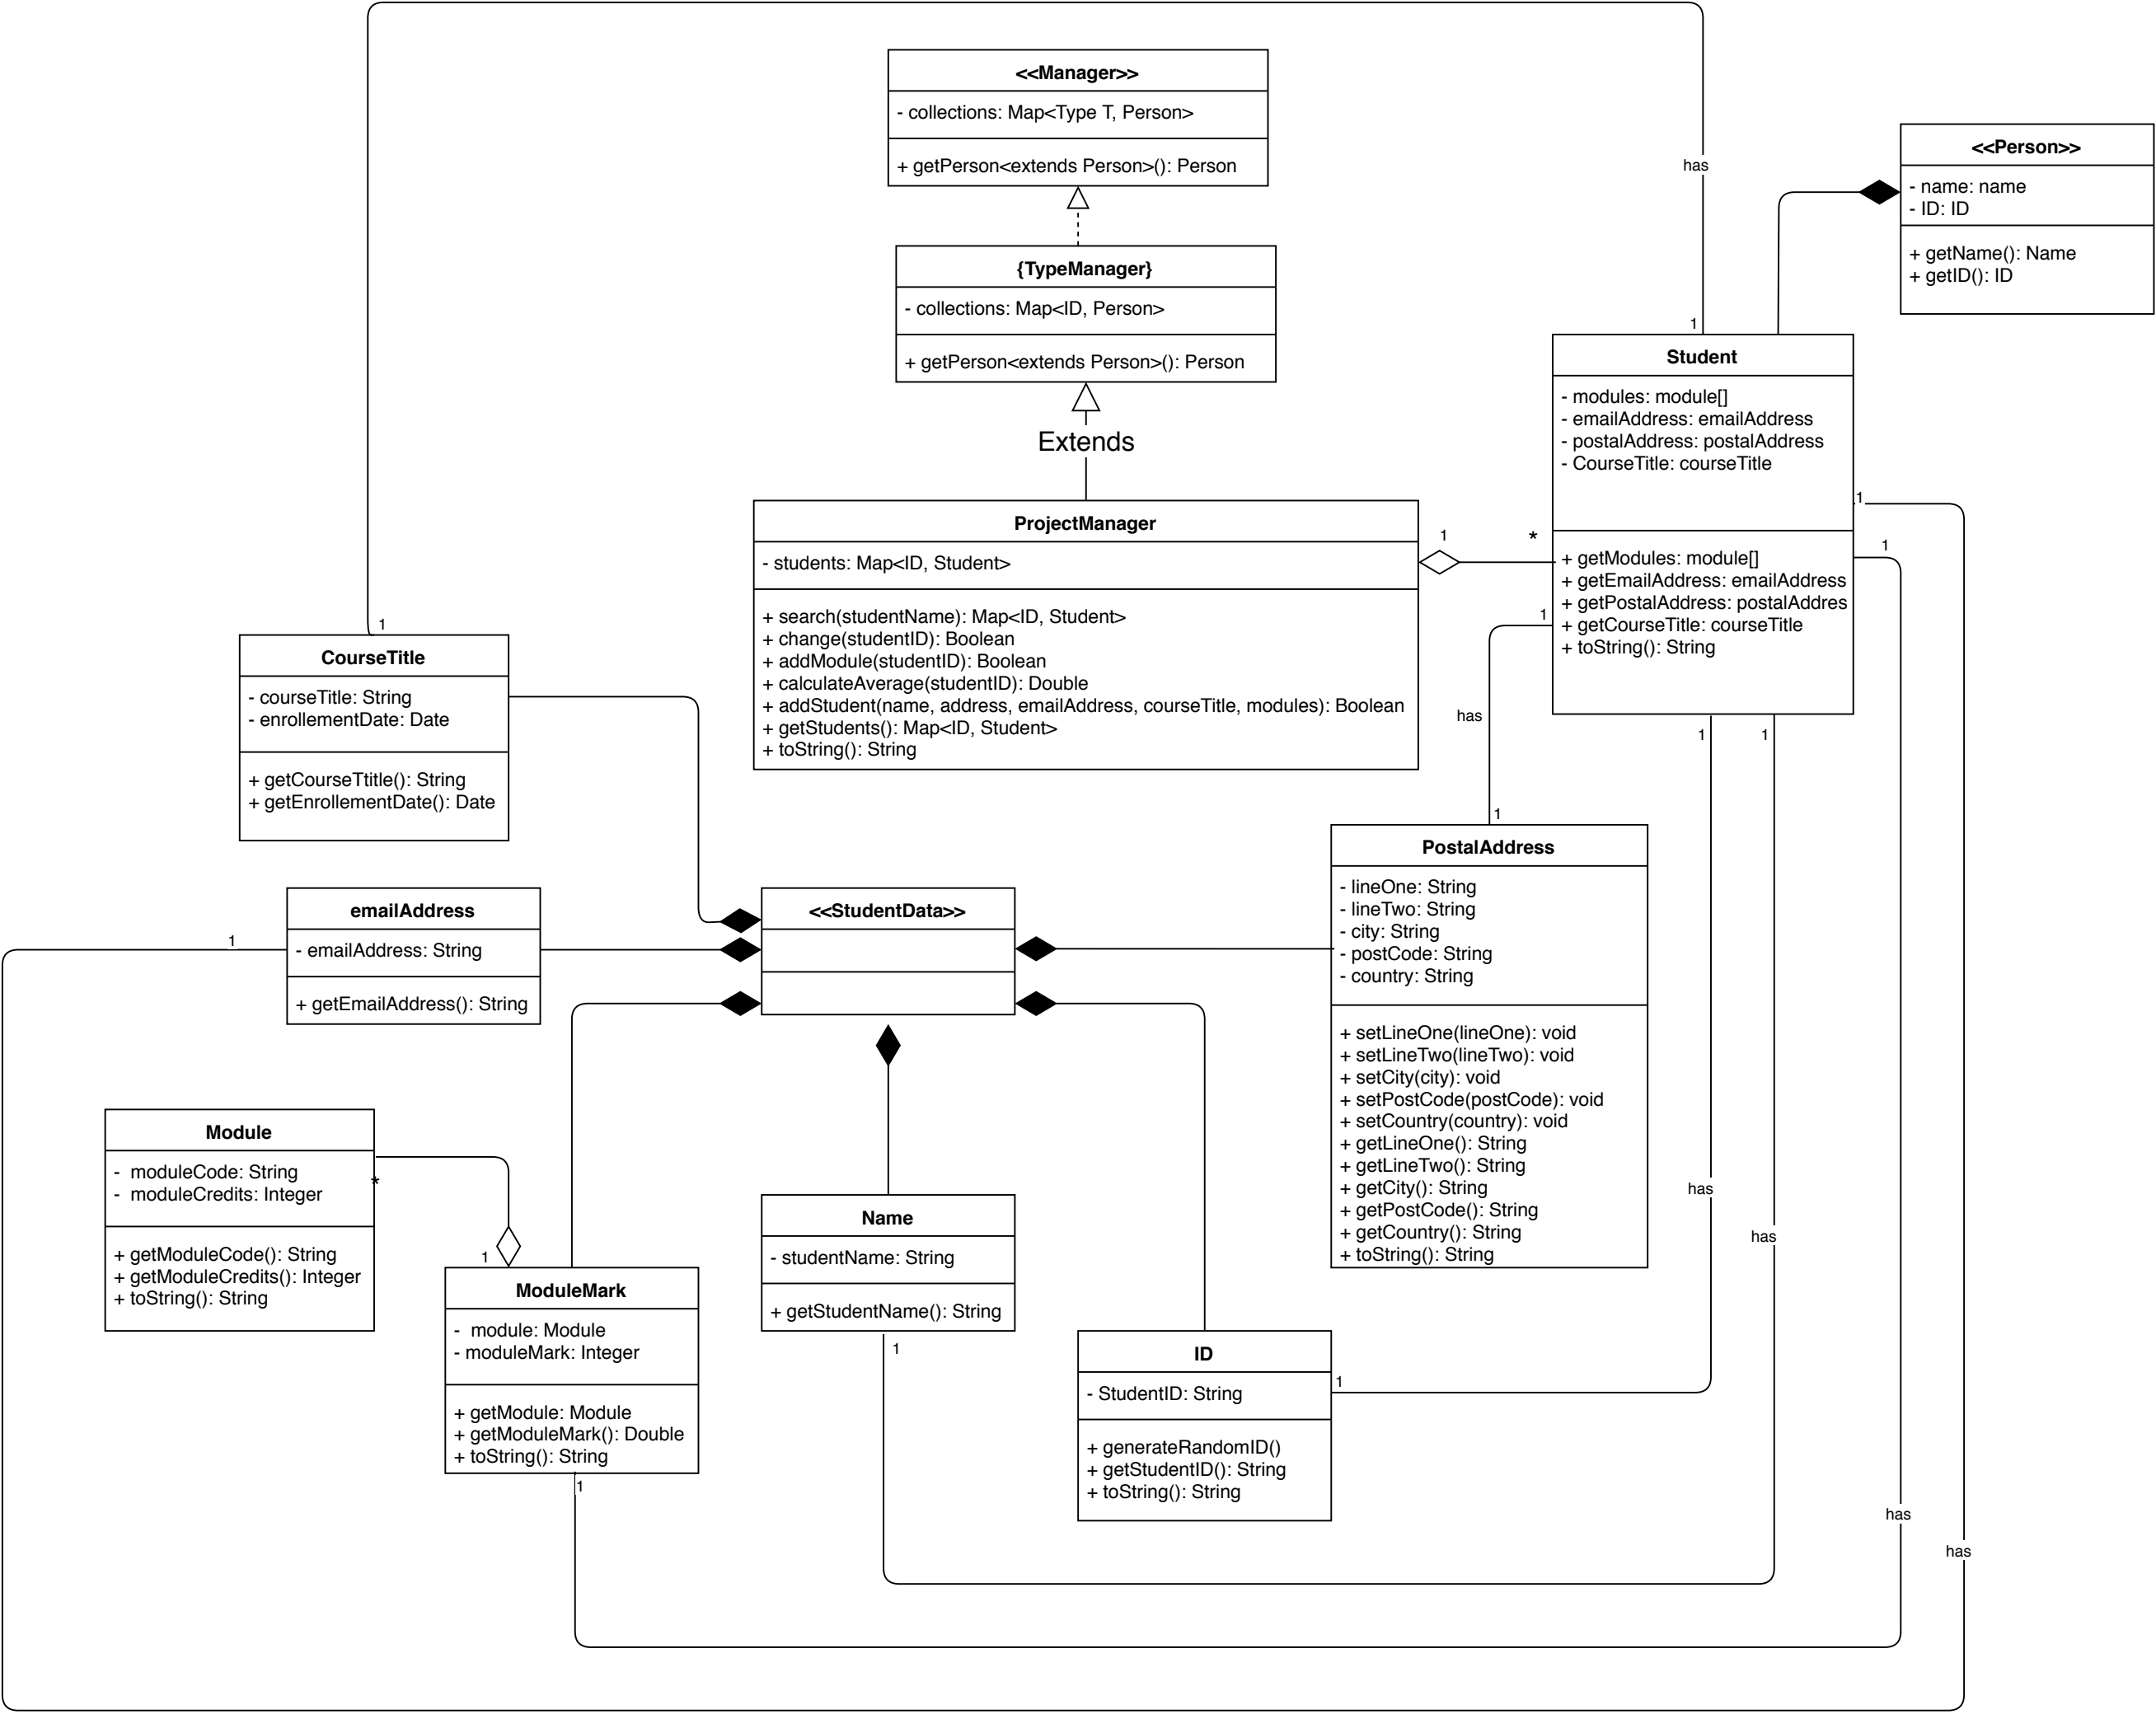 <<Manager>>
- collections: Map<Type T, Person>
+ getPerson<extends Person>(): Person
has
<<Person>>
- name: name
- ID: ID
+ getName(): Name
+ getID(): ID
{TypeManager}
- collections: Map<ID, Person>
+ getPerson<extends Person>(): Person
Extends
1
Student
- modules: module[]
- emailAddress: emailAddress
- postalAddress: postalAddress
- CourseTitle: courseTitle
+ getModules: module[]
+ getEmailAddress: emailAddress
+ getPostalAddress: postalAddres
+ getCourseTitle: courseTitle
+ toString(): String
1
1
ProjectManager
- students: Map<ID, Student>
+ search(studentName): Map<ID, Student>
+ change(studentID): Boolean
+ addModule(studentID): Boolean
+ calculateAverage(studentID): Double
+ addStudent(name, address, emailAddress, courseTitle, modules): Boolean
+ getStudents(): Map<ID, Student>
+ toString(): String
1
*
1
has
1
1
1
1
CourseTitle
- courseTitle: String
- enrollementDate: Date
+ getCourseTtitle(): String
+ getEnrollementDate(): Date
PostalAddress
- lineOne: String
- lineTwo: String
- city: String
- postCode: String
- country: String
+ setLineOne(lineOne): void
+ setLineTwo(lineTwo): void
+ setCity(city): void
+ setPostCode(postCode): void
+ setCountry(country): void
+ getLineOne(): String
+ getLineTwo(): String
+ getCity(): String
+ getPostCode(): String
+ getCountry(): String
+ toString(): String
1
emailAddress
- emailAddress: String
+ getEmailAddress(): String
<<StudentData>>
Module
- moduleCode: String
- moduleCredits: Integer
+ getModuleCode(): String
+ getModuleCredits(): Integer
+ toString(): String
*
1
ModuleMark
- module: Module
- moduleMark: Integer
+ getModule: Module
+ getModuleMark(): Double
+ toString(): String
1
Name
- studentName: String
+ getStudentName(): String
1
ID
- StudentID: String
+ generateRandomID()
+ getStudentID(): String
+ toString(): String
1
has
has
has
has